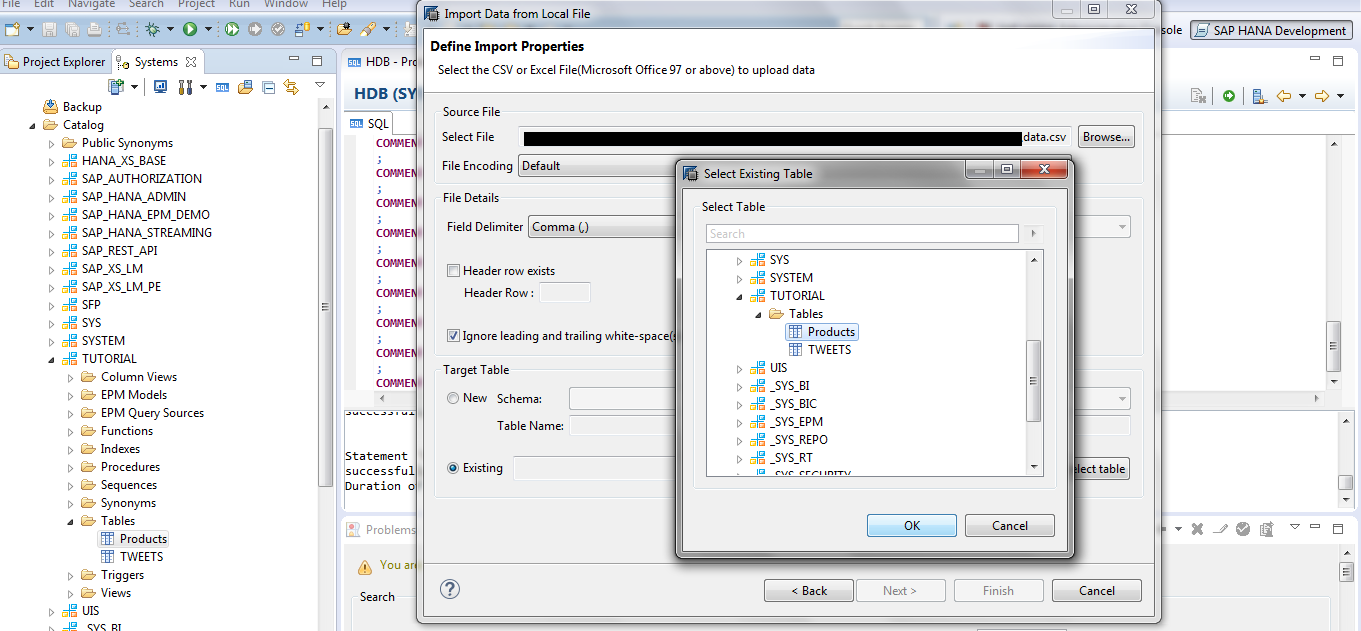 File Edit Navigate Search Project Run Window Help
Project Explorer Systems
Backup
Catalog
Public Synonyms
HANA_XS_BASE
SAP_AUTHORIZATION
SAP_HANA_ADMIN
SAP_HANA_EPM_DEMO
SAP_HANA_STREAMING
SAP_REST_API
SAP_XS_LM
SAP_XS_LM_PE
SFP
SYS
SYSTEM
TUTORIAL
Column Views
EPM Models
EPM Query Sources
Functions
Indexes
Procedures
Sequences
Synonyms
Tables
Products
TWEETS
Triggers
Views
UIS
_SYS_BI
SQL HDB - Pro
HDB (SY
SQL SQL
COMMEN
;
COMMEN
;
COMMEN
;
COMMEN
;
COMMEN
;
COMMEN
;
COMMEN
;
COMMEN
;
COMMEN
successful
Statement
successful
Duration o
Problems
You are
Search
sole SAP HANA Development
Import Data from Local File
Define Import Properties
Select the CSV or Excel File(Microsoft Office 97 or above) to upload data
Source File
Select File data.csv Browse...
File Encoding Default
File Details
Field Delimiter Comma (,)
Header row exists
Header Row :
Ignore leading and trailing white-space(s
Target Table
New Schema:
Table Name:
Existing elect table
? < Back Next > Finish Cancel
Select Existing Table
Select Table
Search
SYS
SYSTEM
TUTORIAL
Tables
Products
TWEETS
UIS
_SYS_BI
_SYS_BIC
_SYS_EPM
_SYS_REPO
_SYS_RT
_SYS_SECURITY
OK Cancel